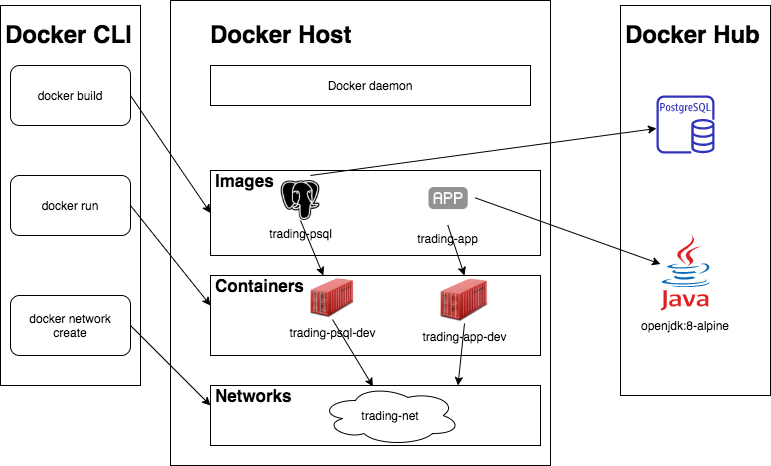 Docker CLI
docker build
docker run
docker network
create
Docker Host
Docker daemon
Images
APP
trading-psql
trading-app
Containers
trading-psql-dev
trading-app-dev
Networks
trading-net
Docker Hub
PostgreSQL
Java
openjdk:8-alpine